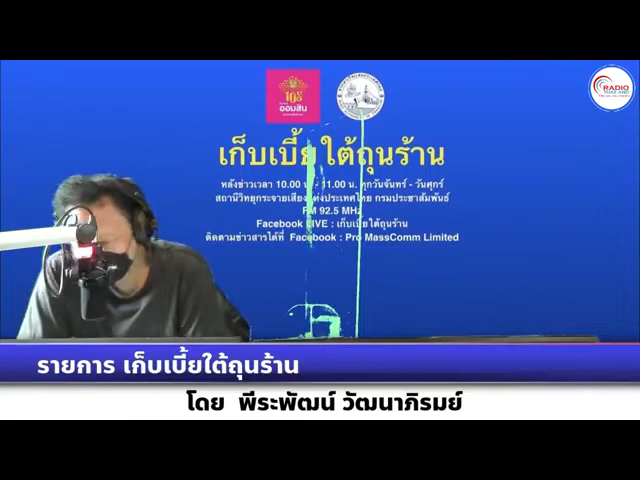 RADIO
THAILAND
ออมสิน
เก็บเบี้ยใต้ถุนร้าน
หลังข่าวเวลา 10.00 น. - 11.00 น. ทุกวันจันทร์ - วันศุกร์
สถานีวิทยุกระจายเสียงแห่งประเทศไทย กรมประชาสัมพันธ์
FM 92.5 MHz
Facebook LIVE : เก็บเบี้ยใต้ถุนร้าน
ติดตามข่าวสารได้ที่ Facebook : Pro MassComm Limited
รายการ เก็บเบี้ยใต้ถุนร้าน
โดย พีระพัฒน์ วัฒนาภิรมย์